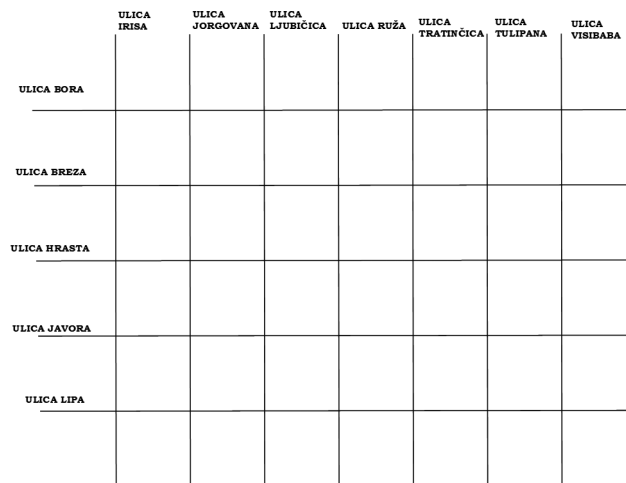 ULICA
IRISA
ULICA
JORGOVANA
ULICA
LJUBIČICA
ULICA RUŽA
ULICA
TRATINČICA
ULICA
TULIPANA
ULICA
VISIBABA
ULICA BORA
ULICA BREZA
ULICA HRASTA
ULICA JAVORA
ULICA LIPA